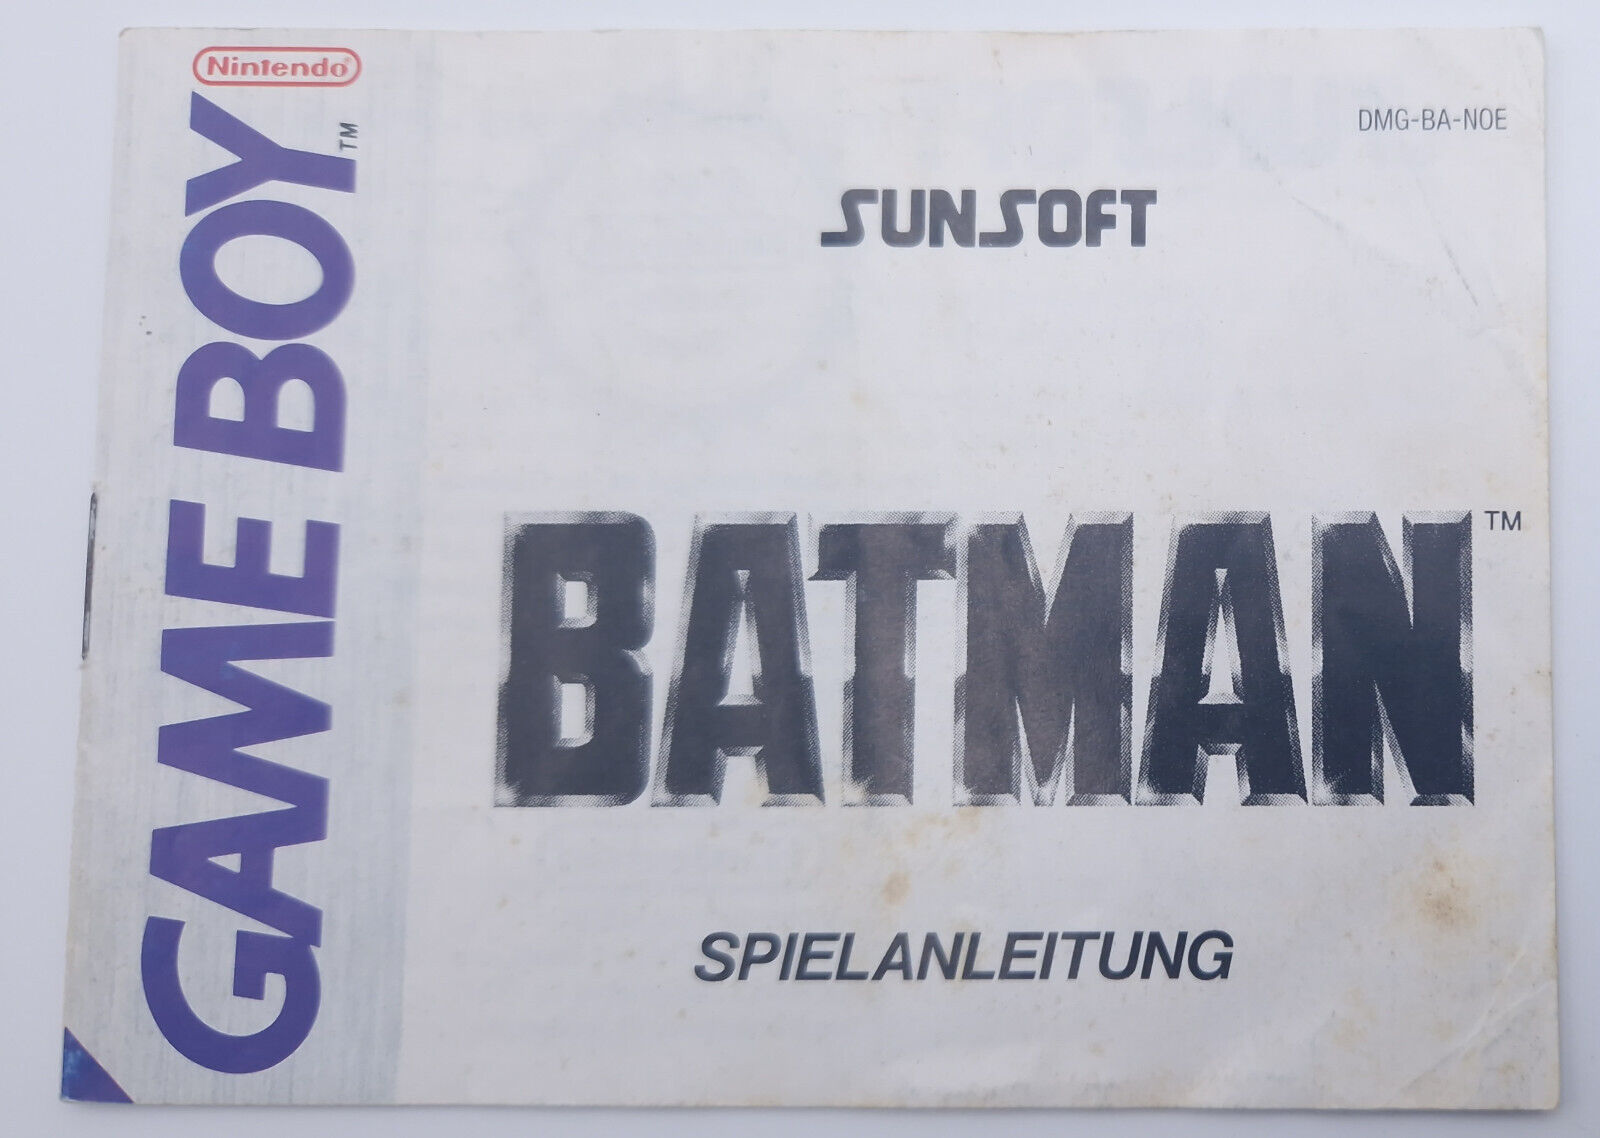 Nintendo
GAME BOY™
DMG-BA-NOE
SUNSOFT
BATMAN™
SPIELANLEITUNG